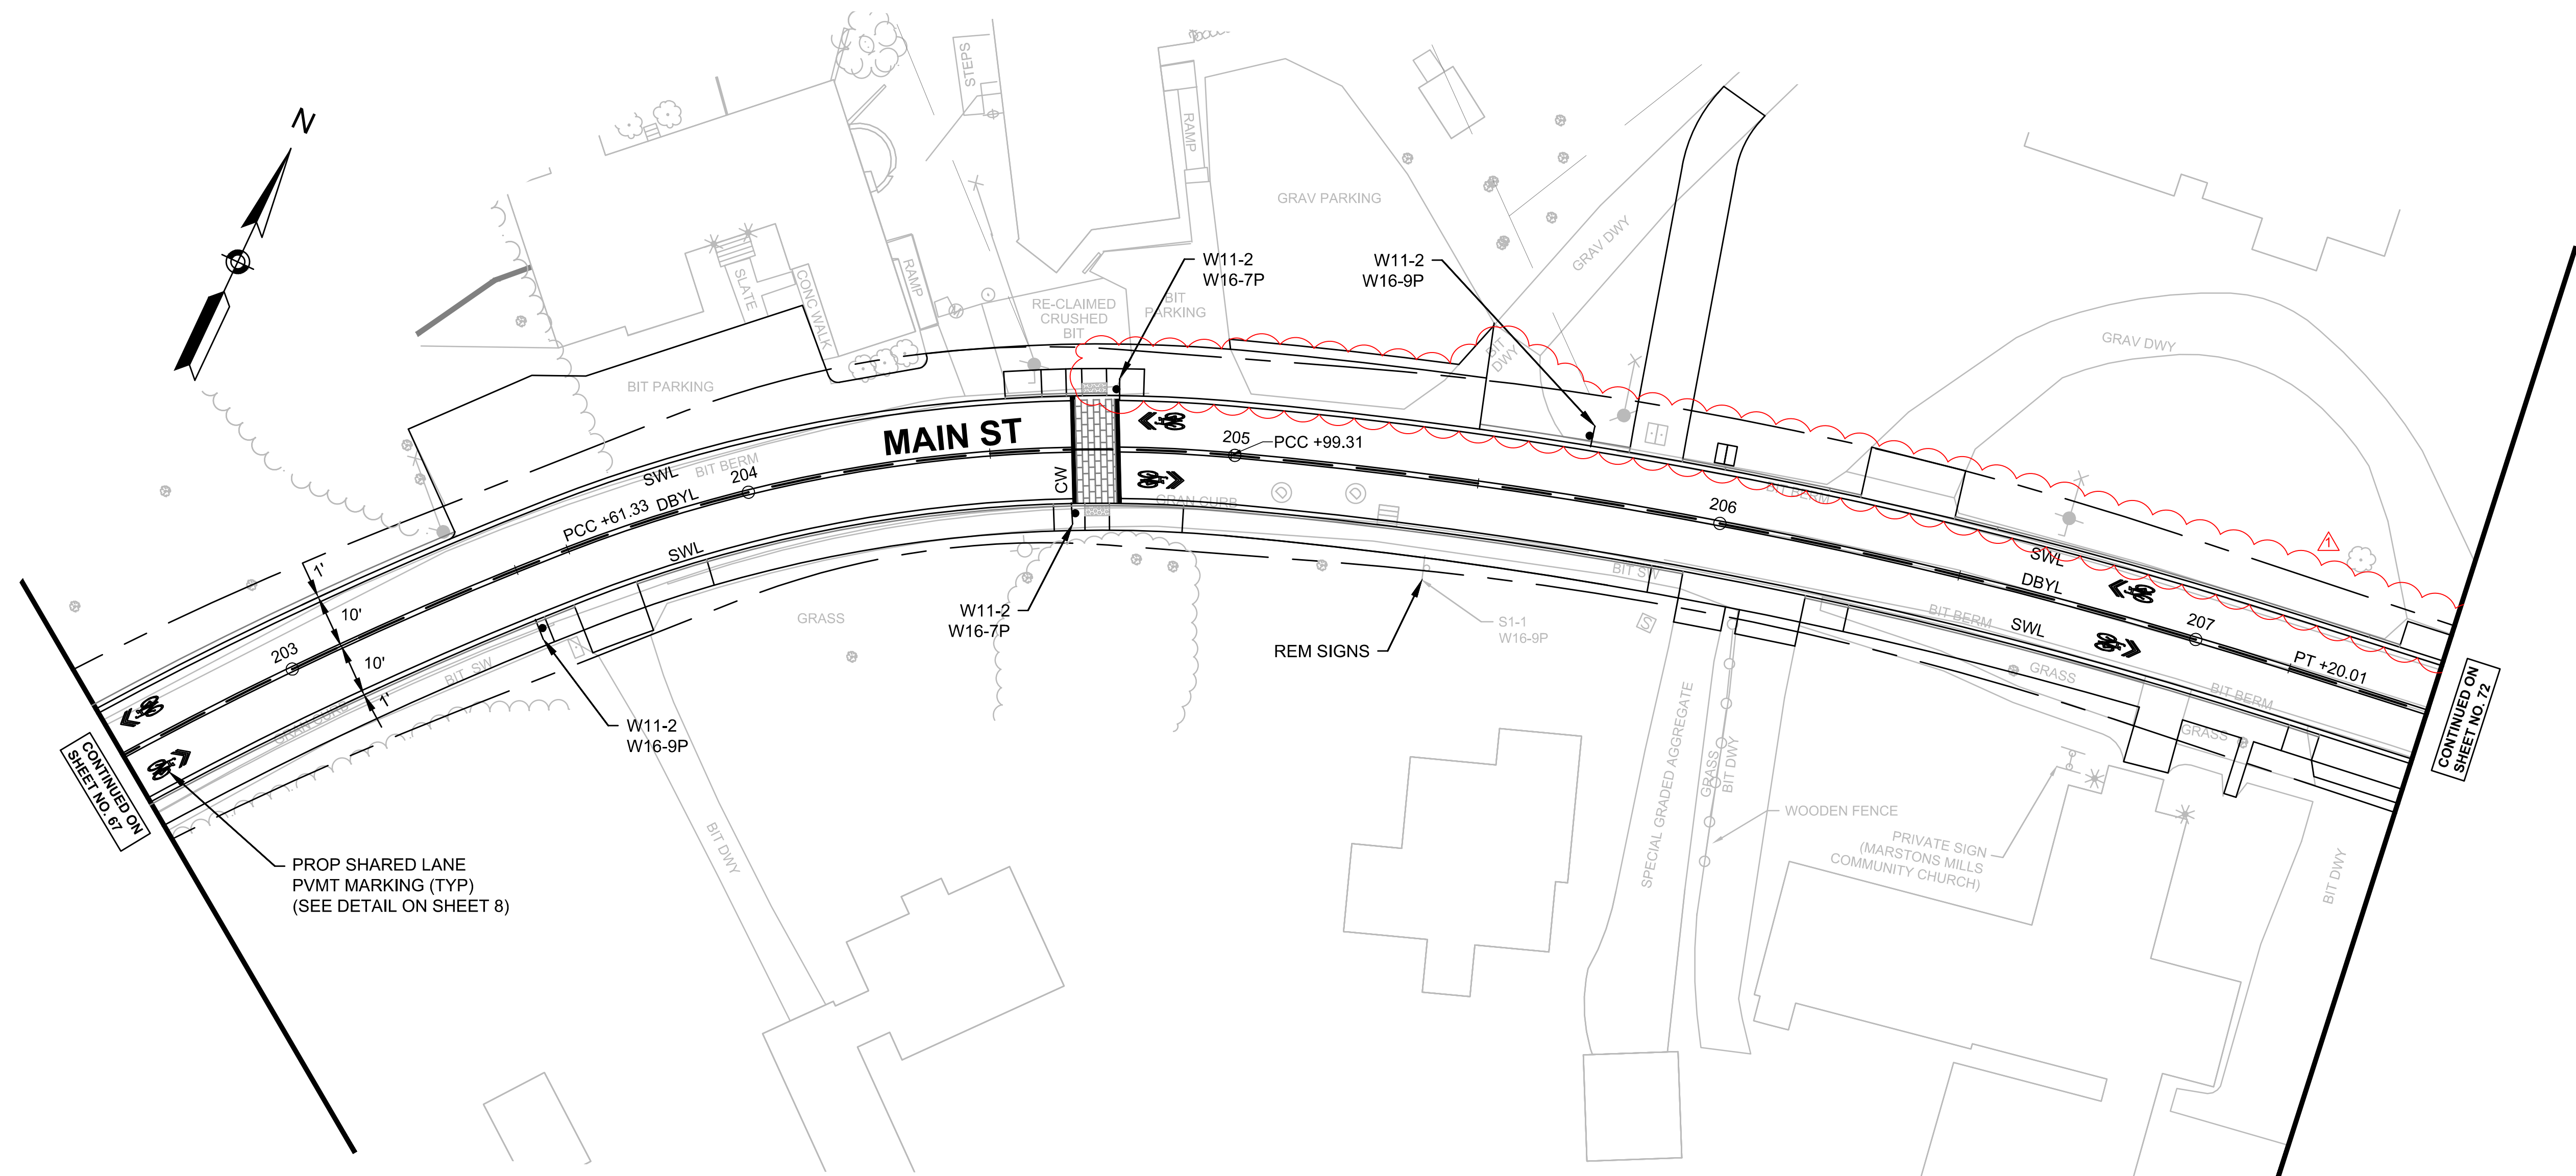 N
STEPS
RAMP
GRAV PARKING
GRAV DWY
W11-2
W16-7P
W11-2
W16-9P
SLATE
CONC WALK
RAMP
RE-CLAIMED
CRUSHED
BIT
BIT
PARKING
BIT
DWY
GRAV DWY
BIT PARKING
MAIN ST
205
PCC +99.31
SWL
BIT BERM
204
PCC +61.33
DBYL
CW
GRAN CURB
D
D
BIT BERM
206
1
SWL
DBYL
SWL
BIT SW
1'
10'
203
10'
1'
BIT SW
GRAN CURB
GRASS
W11-2
W16-7P
REM SIGNS
S1-1
W16-9P
S
BIT BERM
SWL
207
PT +20.01
GRASS
BIT BERM
GRASS
W11-2
W16-9P
CONTINUED ON
SHEET NO. 67
CONTINUED ON
SHEET NO. 72
PROP SHARED LANE
PVMT MARKING (TYP)
(SEE DETAIL ON SHEET 8)
BIT DWY
SPECIAL GRADED AGGREGATE
GRASS
BIT DWY
WOODEN FENCE
PRIVATE SIGN
(MARSTONS MILLS
COMMUNITY CHURCH)
BIT DWY